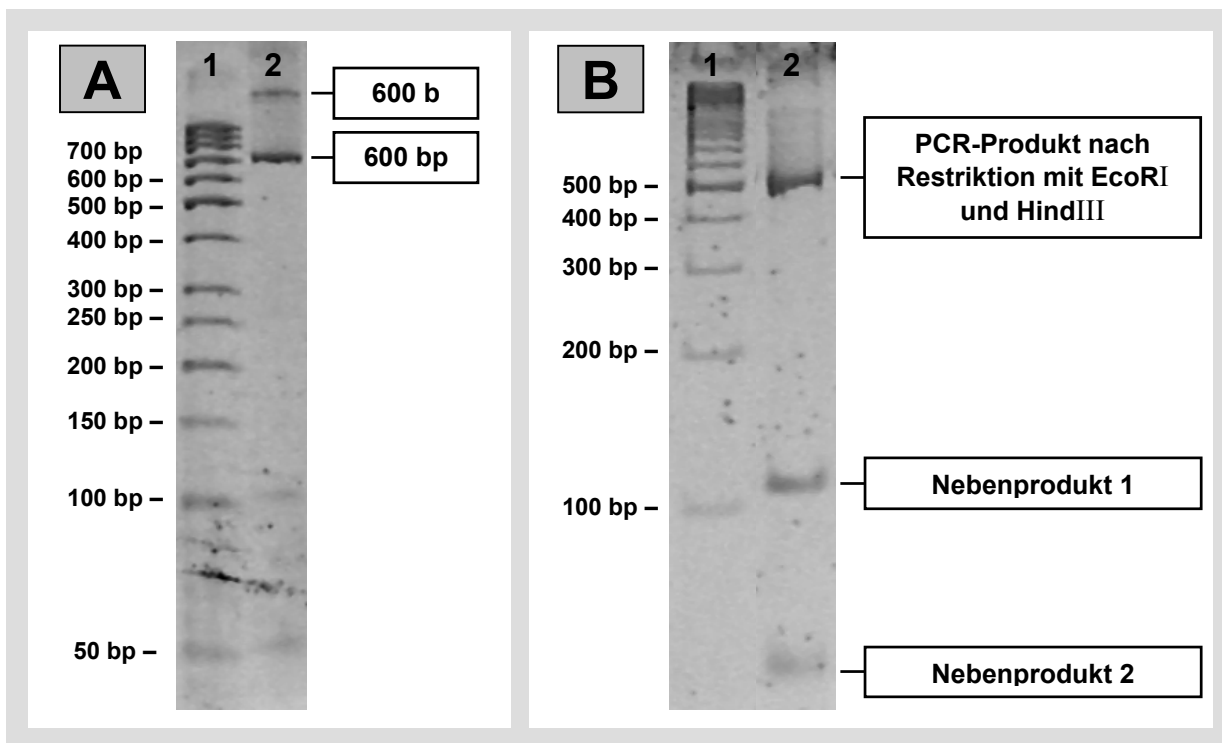 A
1 2
600 b
600 bp
700 bp
600 bp –
500 bp –
400 bp –
300 bp –
250 bp –
200 bp –
150 bp –
100 bp –
50 bp –
B
1 2
500 bp –
400 bp –
300 bp –
200 bp –
100 bp –
PCR-Produkt nach
Restriktion mit EcoRI
und HindIII
Nebenprodukt 1
Nebenprodukt 2